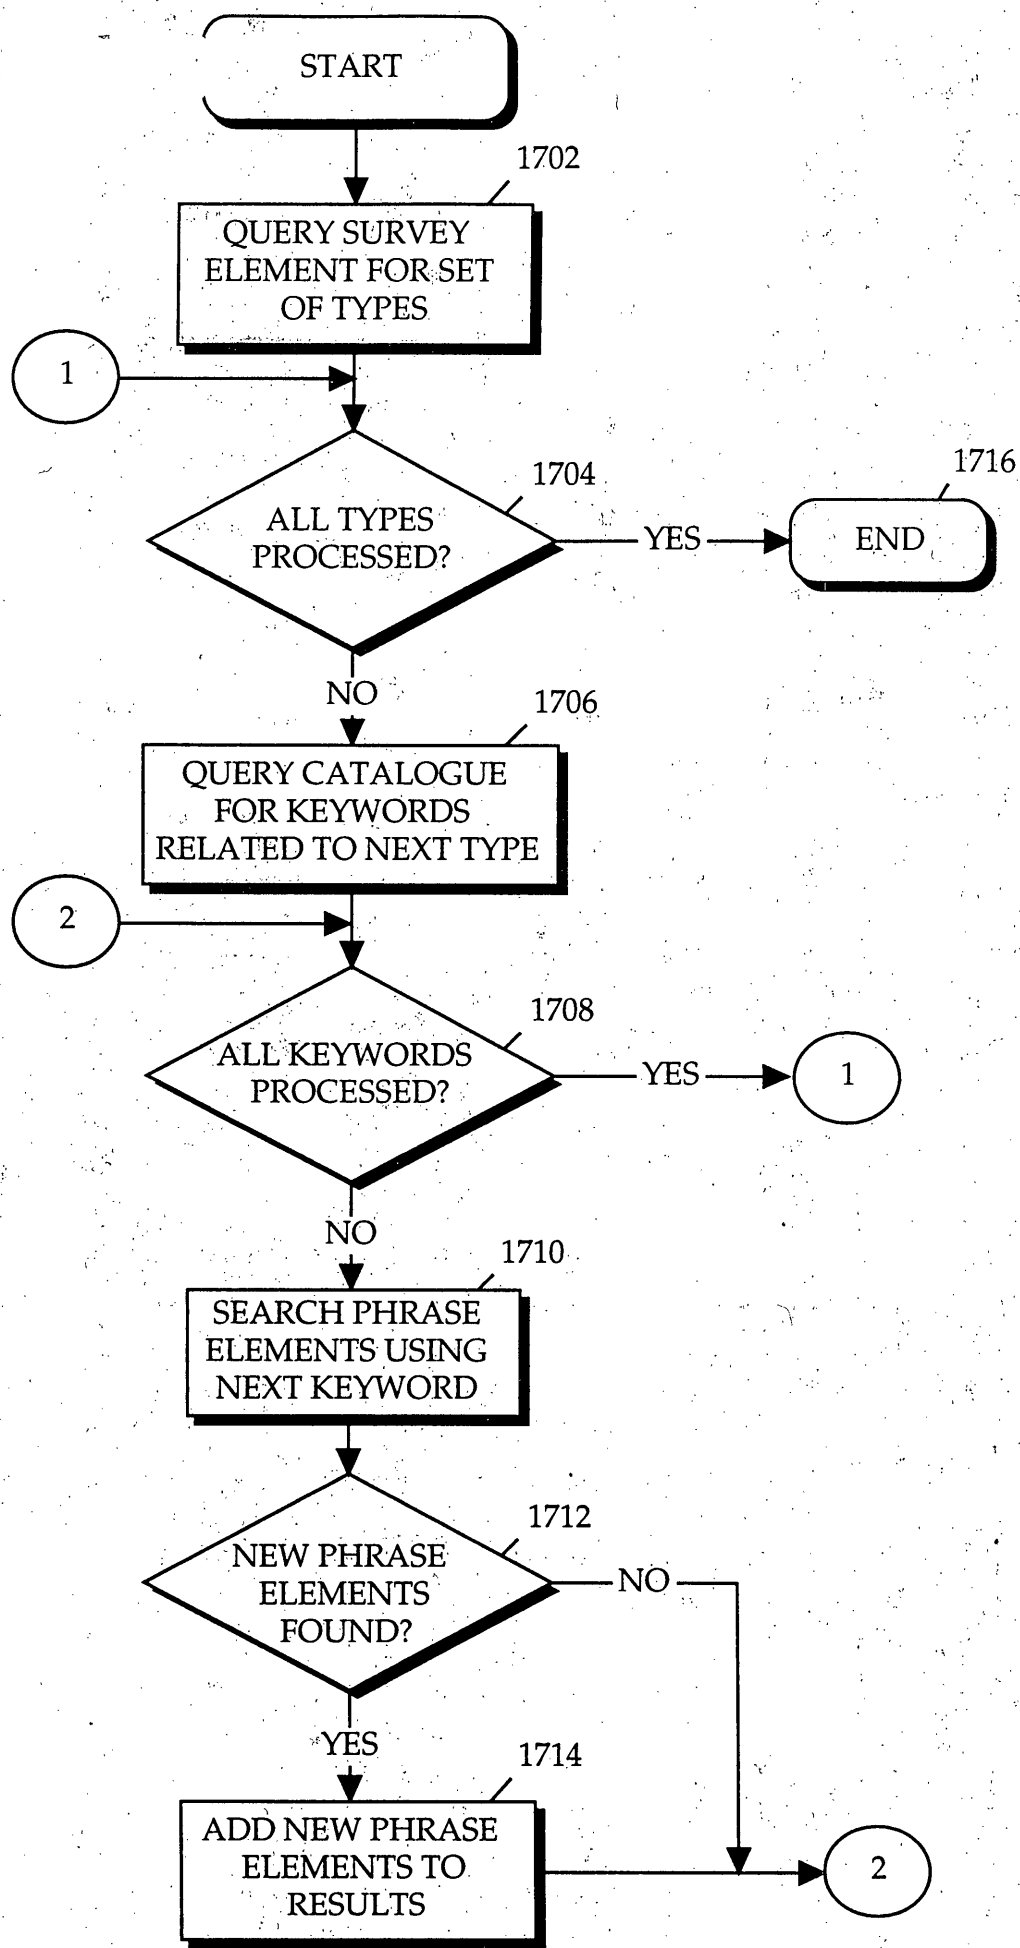 START
1702
QUERY SURVEY
ELEMENT FOR SET
OF TYPES
1
1704
1716
ALL TYPES
PROCESSED?
YES
END
NO
1706
QUERY CATALOGUE
FOR KEYWORDS
RELATED TO NEXT TYPE
2
1708
ALL KEYWORDS
PROCESSED?
YES
1
NO
1710
SEARCH PHRASE
ELEMENTS USING
NEXT KEYWORD
1712
NEW PHRASE
ELEMENTS
FOUND?
NO
YES
1714
ADD NEW PHRASE
ELEMENTS TO
RESULTS
2